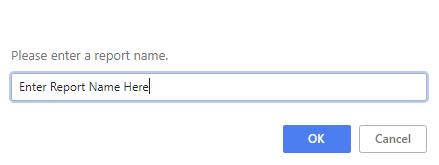 Please enter a report name.
Enter Report Name Here
OK Cancel